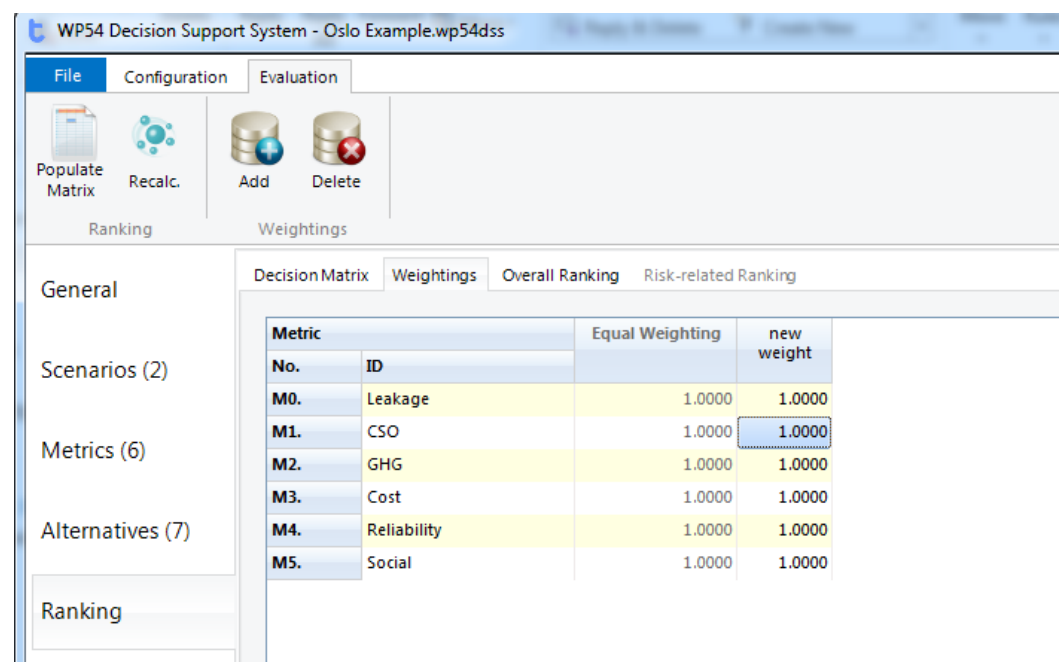 WP54 Decision Support System - Oslo Example.wp54dss
File Configuration Evaluation
Populate Matrix Recalc. Add Delete
Ranking Weightings
General
Scenarios (2)
Metrics (6)
Alternatives (7)
Ranking
Decision Matrix Weightings Overall Ranking Risk-related Ranking
Metric Equal Weighting new weight
No. ID
M0. Leakage 1.0000 1.0000
M1. CSO 1.0000 1.0000
M2. GHG 1.0000 1.0000
M3. Cost 1.0000 1.0000
M4. Reliability 1.0000 1.0000
M5. Social 1.0000 1.0000